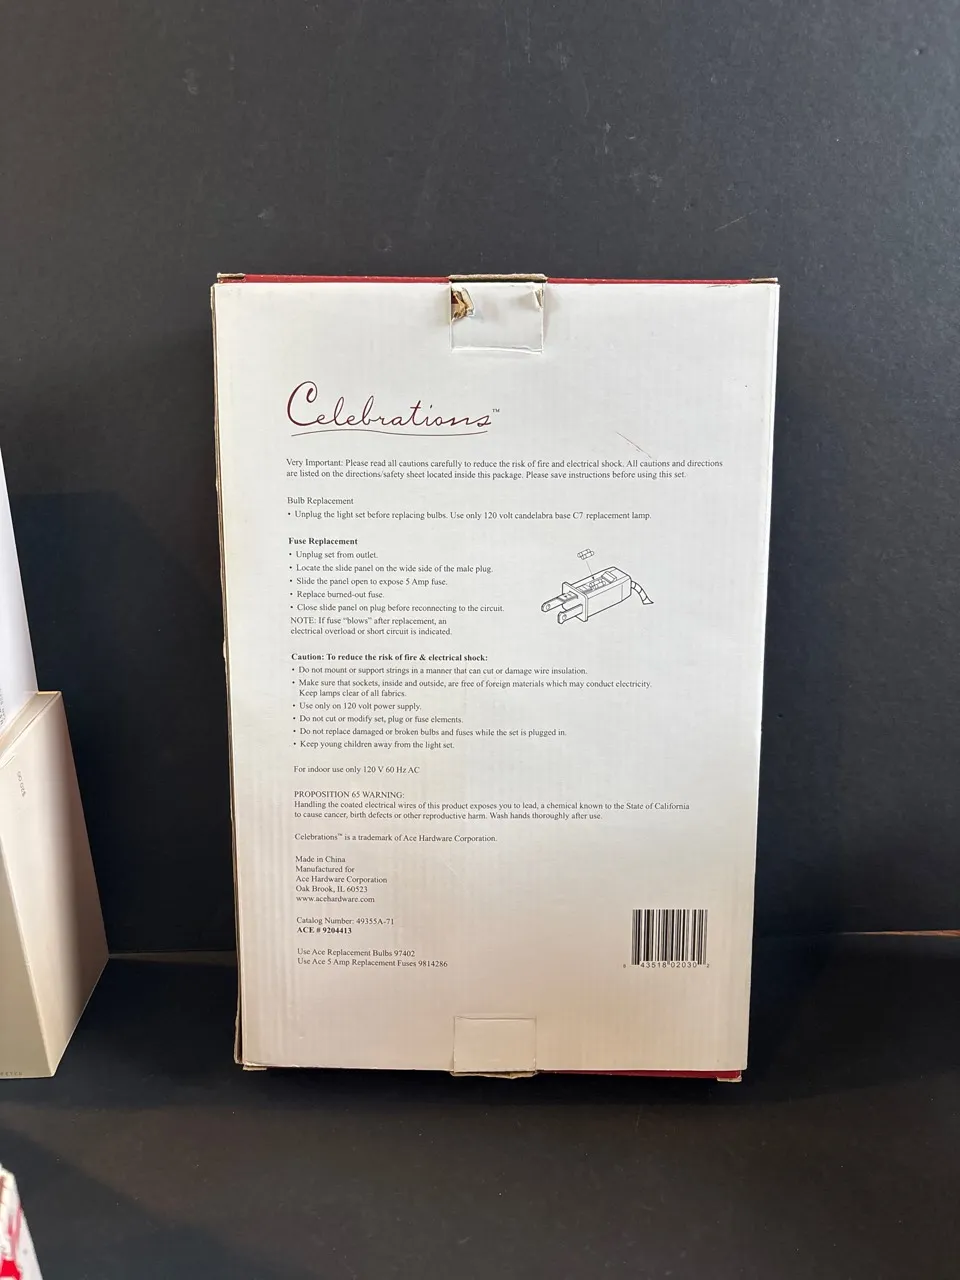 Celebrations™
Very Important: Please read all cautions carefully to reduce the risk of fire and electrical shock. All cautions and directions
are listed on the directions/safety sheet located inside this package. Please save instructions before using this set.
Bulb Replacement
• Unplug the light set before replacing bulbs. Use only 120 volt candelabra base C7 replacement lamp.
Fuse Replacement
• Unplug set from outlet.
• Locate the slide panel on the wide side of the male plug.
• Slide the panel open to expose 5 Amp fuse.
• Replace burned-out fuse.
• Close slide panel on plug before reconnecting to the circuit.
NOTE: If fuse “blows” after replacement, an
electrical overload or short circuit is indicated.
Caution: To reduce the risk of fire & electrical shock:
• Do not mount or support strings in a manner that can cut or damage wire insulation.
• Make sure that sockets, inside and outside, are free of foreign materials which may conduct electricity.
Keep lamps clear of all fabrics.
• Use only on 120 volt power supply.
• Do not cut or modify set, plug or fuse elements.
• Do not replace damaged or broken bulbs and fuses while the set is plugged in.
• Keep young children away from the light set.
For indoor use only 120 V 60 Hz AC
PROPOSITION 65 WARNING:
Handling the coated electrical wires of this product exposes you to lead, a chemical known to the State of California
to cause cancer, birth defects or other reproductive harm. Wash hands thoroughly after use.
Celebrations™ is a trademark of Ace Hardware Corporation.
Made in China
Manufactured for
Ace Hardware Corporation
Oak Brook, IL 60523
www.acehardware.com
Catalog Number: 49355A-71
ACE # 9204413
Use Ace Replacement Bulbs 97402
Use Ace 5 Amp Replacement Fuses 9814286
43518 02030